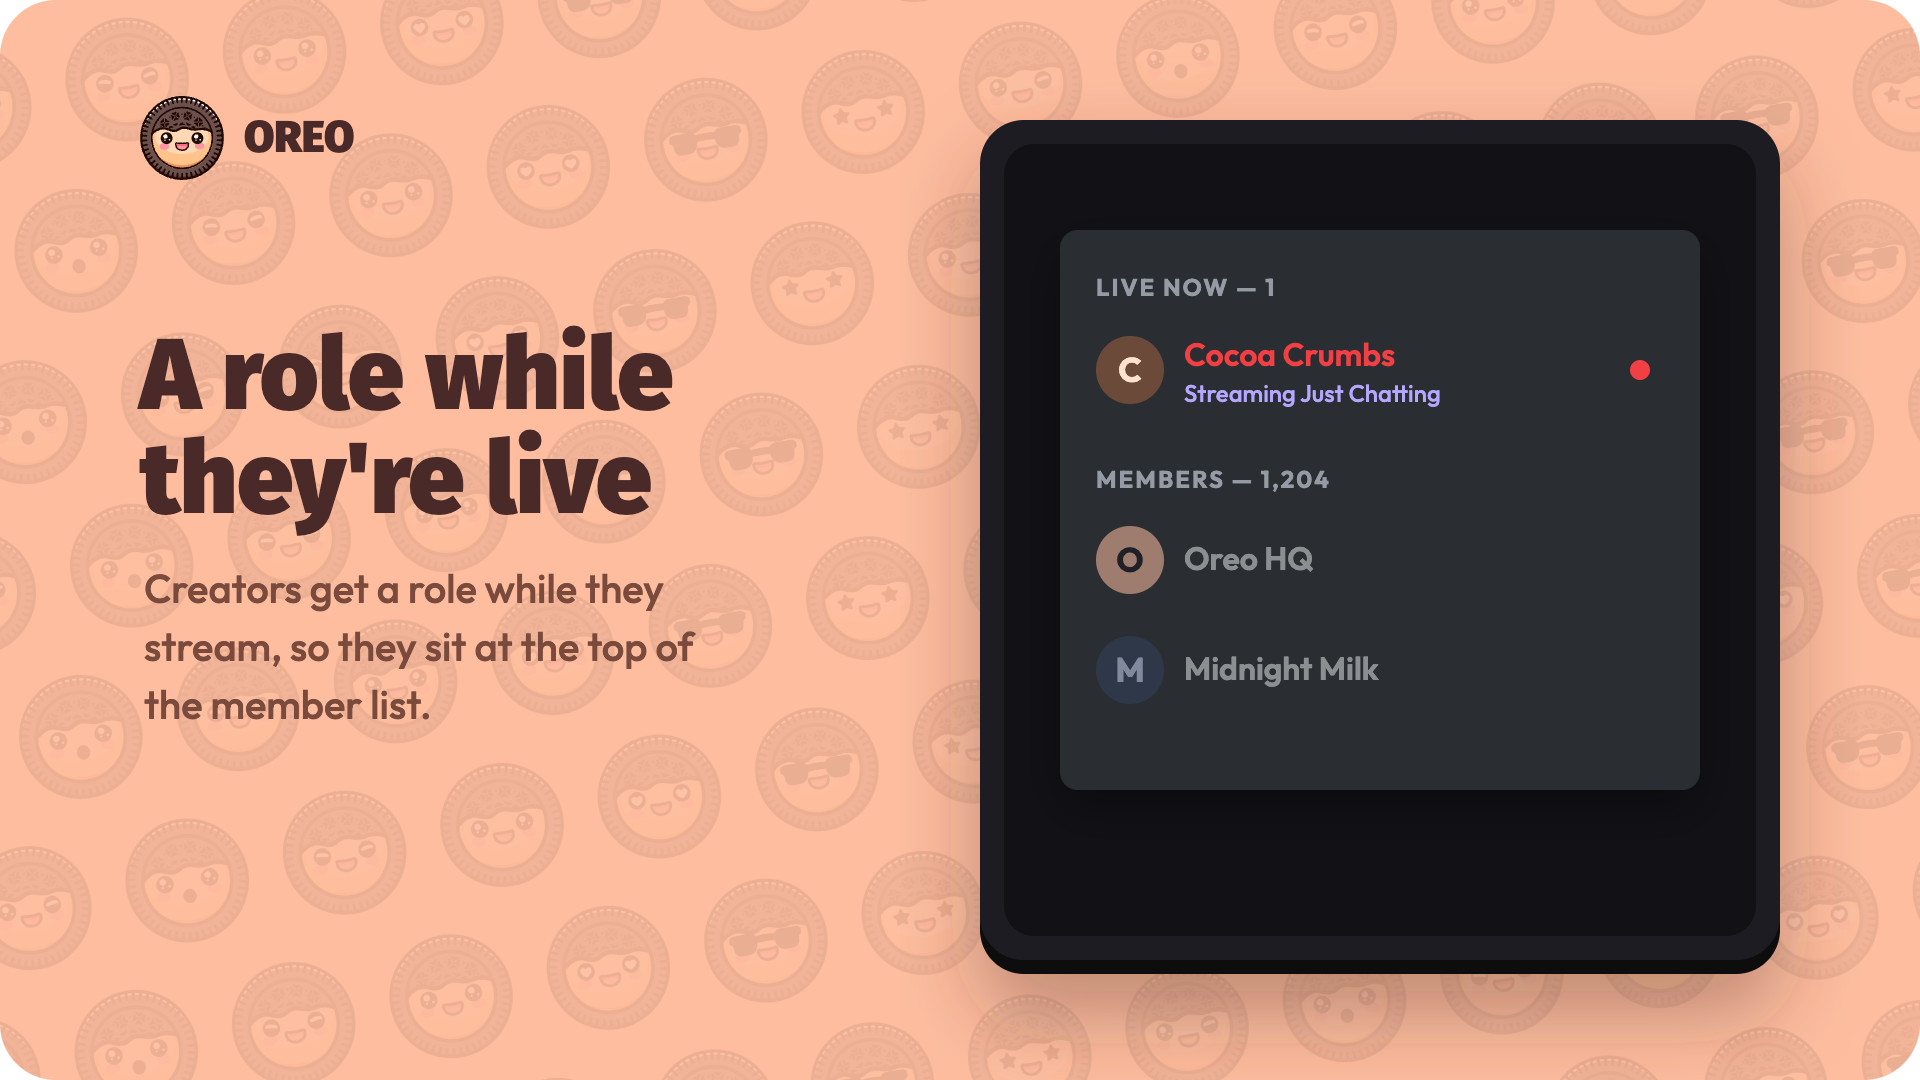 OREO
A role while
they're live
Creators get a role while they
stream, so they sit at the top of
the member list.
LIVE NOW — 1
C
Cocoa Crumbs
Streaming Just Chatting
MEMBERS — 1,204
O
Oreo HQ
M
Midnight Milk